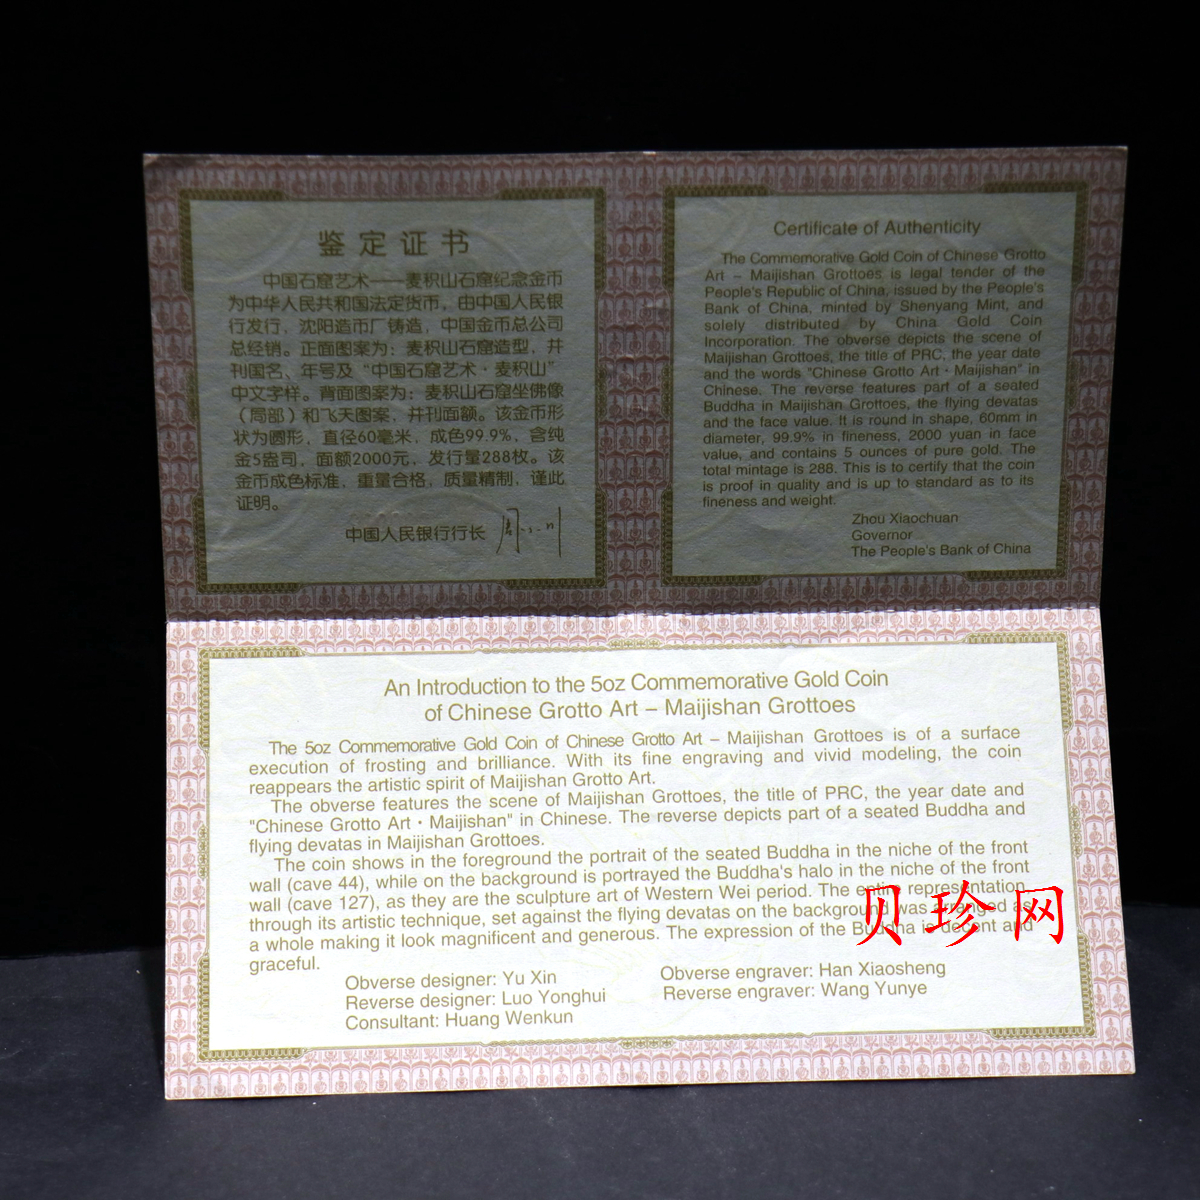 鉴定证书
中国石窟艺术——麦积山石窟纪念金币
为中华人民共和国法定货币，由中国人民银
行发行，沈阳造币厂铸造，中国金币总公司
总经销。正面图案为：麦积山石窟造型，并
刊国名、年号及“中国石窟艺术·麦积山”
中文字样。背面图案为：麦积山石窟坐佛像
（局部）和飞天图案，并刊面额。该金币形
状为圆形，直径60毫米，成色99.9%，含纯
金5盎司，面额2000元，发行量288枚。该
金币成色标准，重量合格，质量精制，谨此
证明。
中国人民银行行长 周小川
Certificate of Authenticity
The Commemorative Gold Coin of Chinese Grotto
Art – Maijishan Grottoes is legal tender of the
People's Republic of China, issued by the People's
Bank of China, minted by Shenyang Mint, and
solely distributed by China Gold Coin
Incorporation. The obverse depicts the scene of
Maijishan Grottoes, the title of PRC, the year date
and the words "Chinese Grotto Art·Maijishan" in
Chinese. The reverse features part of a seated
Buddha in Maijishan Grottoes, the flying devatas
and the face value. It is round in shape, 60mm in
diameter, 99.9% in fineness, 2000 yuan in face
value, and contains 5 ounces of pure gold. The
total mintage is 288. This is to certify that the coin
is proof in quality and is up to standard as to its
fineness and weight.
Zhou Xiaochuan
Governor
The People's Bank of China
An Introduction to the 5oz Commemorative Gold Coin
of Chinese Grotto Art – Maijishan Grottoes
The 5oz Commemorative Gold Coin of Chinese Grotto Art – Maijishan Grottoes is of a surface
execution of frosting and brilliance. With its fine engraving and vivid modeling, the coin
reappears the artistic spirit of Maijishan Grotto Art.
The obverse features the scene of Maijishan Grottoes, the title of PRC, the year date and
"Chinese Grotto Art·Maijishan" in Chinese. The reverse depicts part of a seated Buddha and
flying devatas in Maijishan Grottoes.
The coin shows in the foreground the portrait of the seated Buddha in the niche of the front
wall (cave 44), while on the background is portrayed the Buddha's halo in the niche of the front
wall (cave 127), as they are the sculpture art of Western Wei period. The entire representation
through its artistic technique, set against the flying devatas on the background was arranged as
a whole making it look magnificent and generous. The expression of the Buddha is decent and
graceful.
Obverse designer: Yu Xin
Obverse engraver: Han Xiaosheng
Reverse designer: Luo Yonghui
Reverse engraver: Wang Yunye
Consultant: Huang Wenkun
贝珍网